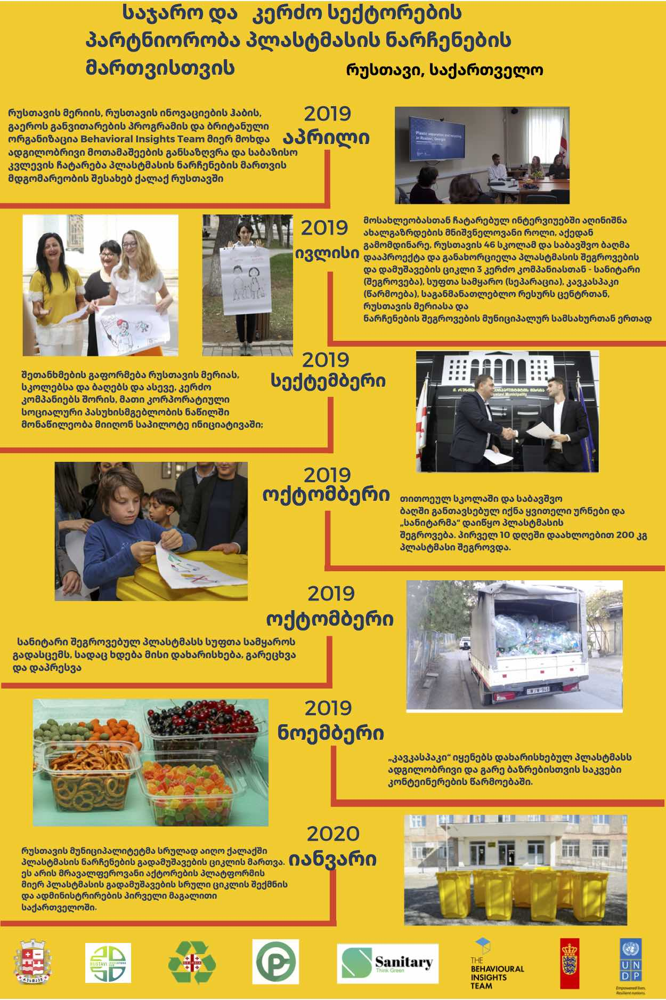 საჯარო და კერძო სექტორების
პარტნიორობა პლასტმასის ნარჩენების
მართვისთვის
რუსთავი, საქართველო
2019
აპრილი
რუსთავის მერიის, რუსთავის ინოვაციების ჰაბის,
გაეროს განვითარების პროგრამის და ბრიტანული
ორგანიზაცია Behavioral Insights Team მიერ მოხდა
ადგილობრივი მოთამაშეების განსაზღვრა და საბაზისო
კვლევის ჩატარება პლასტმასის ნარჩენების მართვის
მდგომარეობის შესახებ ქალაქ რუსთავში
Plastic separation and recycling
in Rustavi, Georgia
2019
ივლისი
მოსახლეობასთან ჩატარებულ ინტერვიუებში აღინიშნა
ახალგაზრდების მნიშვნელოვანი როლი, აქედან
გამომდინარე, რუსთავის 46 სკოლამ და საბავშვო ბაღმა
დააპროექტა და განახორციელა პლასტმასის შეგროვების
და დამუშავების ციკლი 3 კერძო კომპანიასთან - სანიტარი
(შეგროვება), სუფთა სამყარო (სეპარაცია), კავკასპაკი
(წარმოება), საგანმანათლებლო რესურს ცენტრთან,
რუსთავის მერიასა და
ნარჩენების შეგროვების მუნიციპალურ სამსახურთან ერთად
2019
სექტემბერი
შეთანხმების გაფორმება რუსთავის მერიას,
სკოლებსა და ბაღებს და ასევე, კერძო
კომპანიებს შორის, მათი კორპორატიული
სოციალური პასუხისმგებლობის ნაწილში
მონაწილეობა მიიღონ საპილოტე ინიციატივაში;
Municipality
2019
ოქტომბერი
თითოეულ სკოლაში და საბავშვო
ბაღში განთავსებულ იქნა ყვითელი ურნები და
„სანიტარმა“ დაიწყო პლასტმასის
შეგროვება. პირველ 10 დღეში დაახლოებით 200 კგ
პლასტმასი შეგროვდა.
2019
ოქტომბერი
სანიტარი შეგროვებულ პლასტმასს სუფთა სამყაროს
გადასცემს, სადაც ხდება მისი დახარისხება, გარეცხვა
და დაპრესვა
2019
ნოემბერი
„კავკასპაკი“ იყენებს დახარისხებულ პლასტმასს
ადგილობრივი და გარე ბაზრებისთვის საკვები
კონტეინერების წარმოებაში.
2020
იანვარი
რუსთავის მუნიციპალიტეტმა სრულად აიღო ქალაქში
პლასტმასის ნარჩენების გადამუშავების ციკლის მართვა.
ეს არის მრავალფეროვანი აქტორების პლატფორმის
მიერ პლასტმასის გადამუშავების სრული ციკლის შექმნის
და ადმინისტრირების პირველი მაგალითი
საქართველოში.
რუსთავი
RUSTAVI INNOVATIONS HUB
GEORGIA
Sanitary
Think Green
THE
BEHAVIOURAL
INSIGHTS
TEAM
UN
DP
Empowered lives.
Resilient nations.